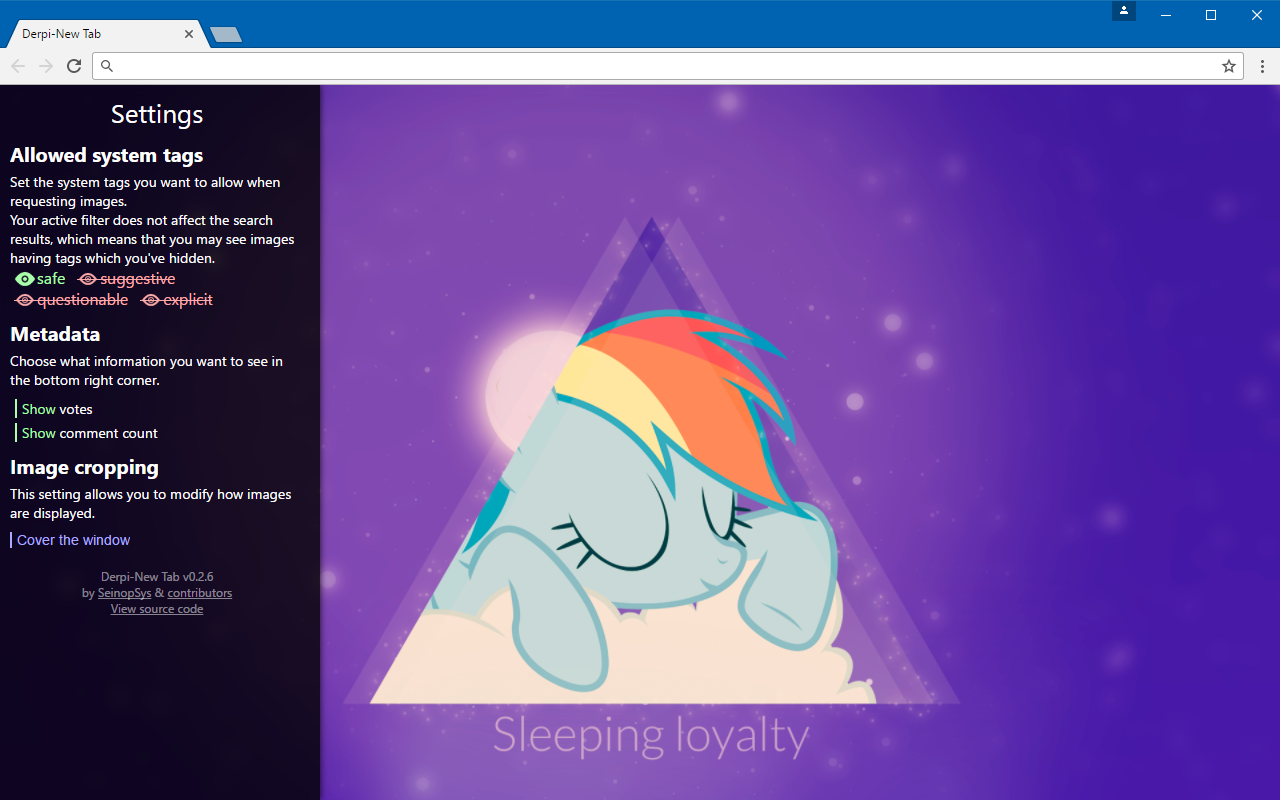 Derpi-New Tab
Settings
Allowed system tags
Set the system tags you want to allow when
requesting images.
Your active filter does not affect the search
results, which means that you may see images
having tags which you've hidden.
safe suggestive
questionable explicit
Metadata
Choose what information you want to see in
the bottom right corner.
Show votes
Show comment count
Image cropping
This setting allows you to modify how images
are displayed.
Cover the window
Derpi-New Tab v0.2.6
by SeinopSys & contributors
View source code
Sleeping loyalty